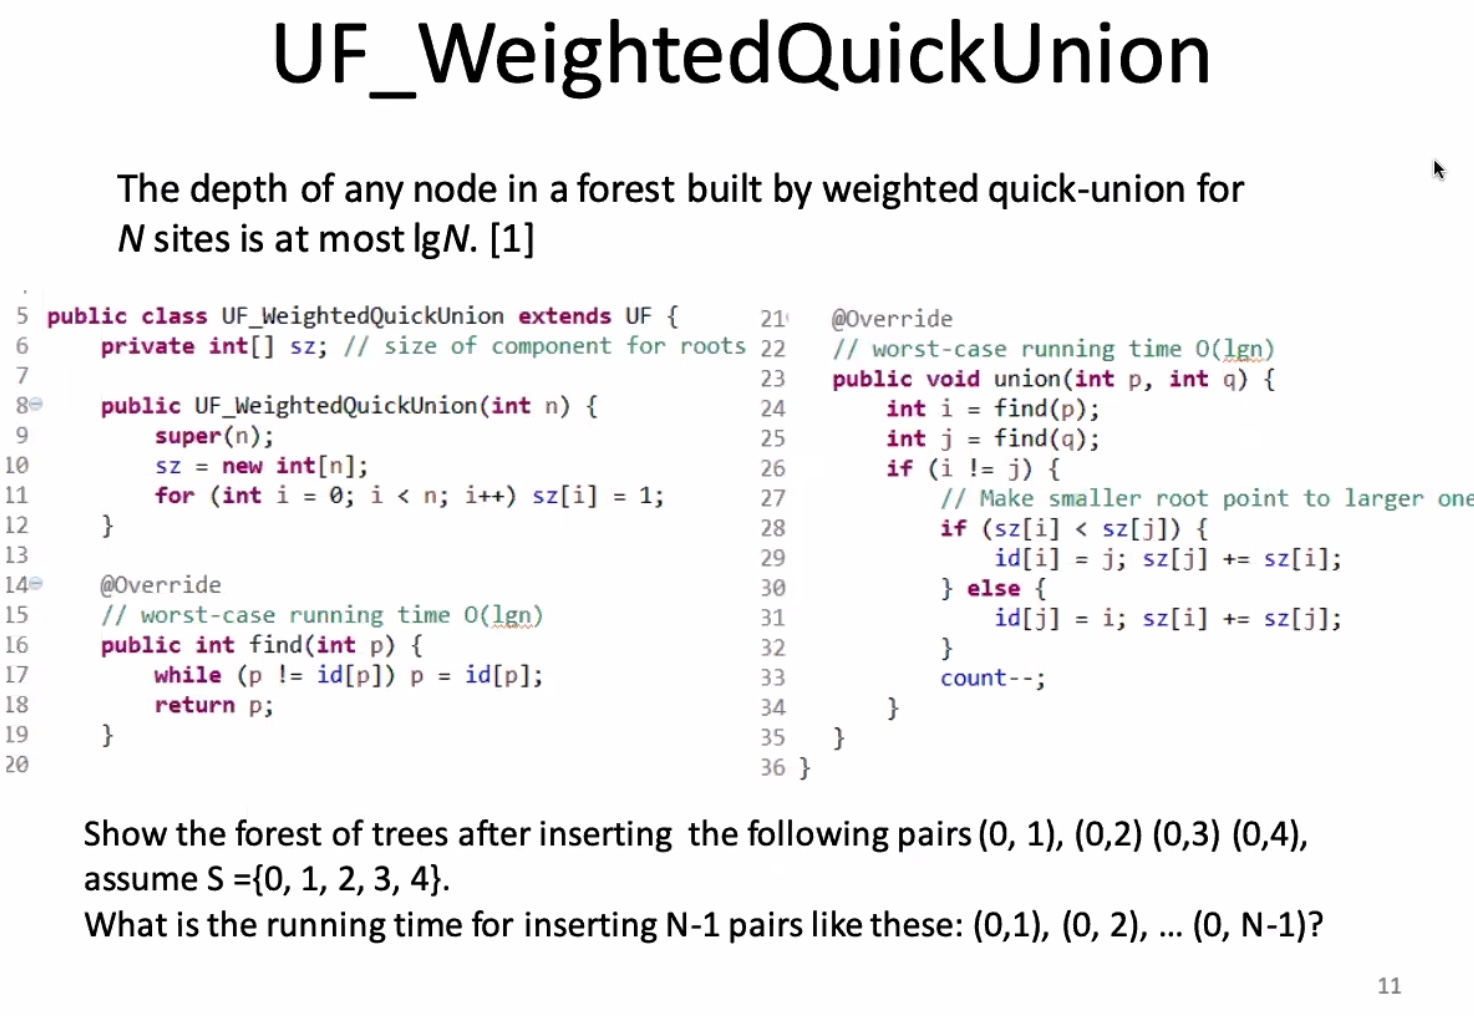 UF_WeightedQuickUnion
The depth of any node in a forest built by weighted quick-union for
N sites is at most lgN. [1]
5 public class UF_WeightedQuickUnion extends UF {
6 private int[] sz; // size of component for roots
7
8 public UF_WeightedQuickUnion(int n) {
9 super(n);
10 sz = new int[n];
11 for (int i = 0; i < n; i++) sz[i] = 1;
12 }
13
14 @Override
15 // worst-case running time O(lgn)
16 public int find(int p) {
17 while (p != id[p]) p = id[p];
18 return p;
19 }
20
21 @Override
22 // worst-case running time O(lgn)
23 public void union(int p, int q) {
24 int i = find(p);
25 int j = find(q);
26 if (i != j) {
27 // Make smaller root point to larger one
28 if (sz[i] < sz[j]) {
29 id[i] = j; sz[j] += sz[i];
30 } else {
31 id[j] = i; sz[i] += sz[j];
32 }
33 count--;
34 }
35 }
36 }
Show the forest of trees after inserting the following pairs (0, 1), (0,2) (0,3) (0,4),
assume S ={0, 1, 2, 3, 4}.
What is the running time for inserting N-1 pairs like these: (0,1), (0, 2), ... (0, N-1)?
11